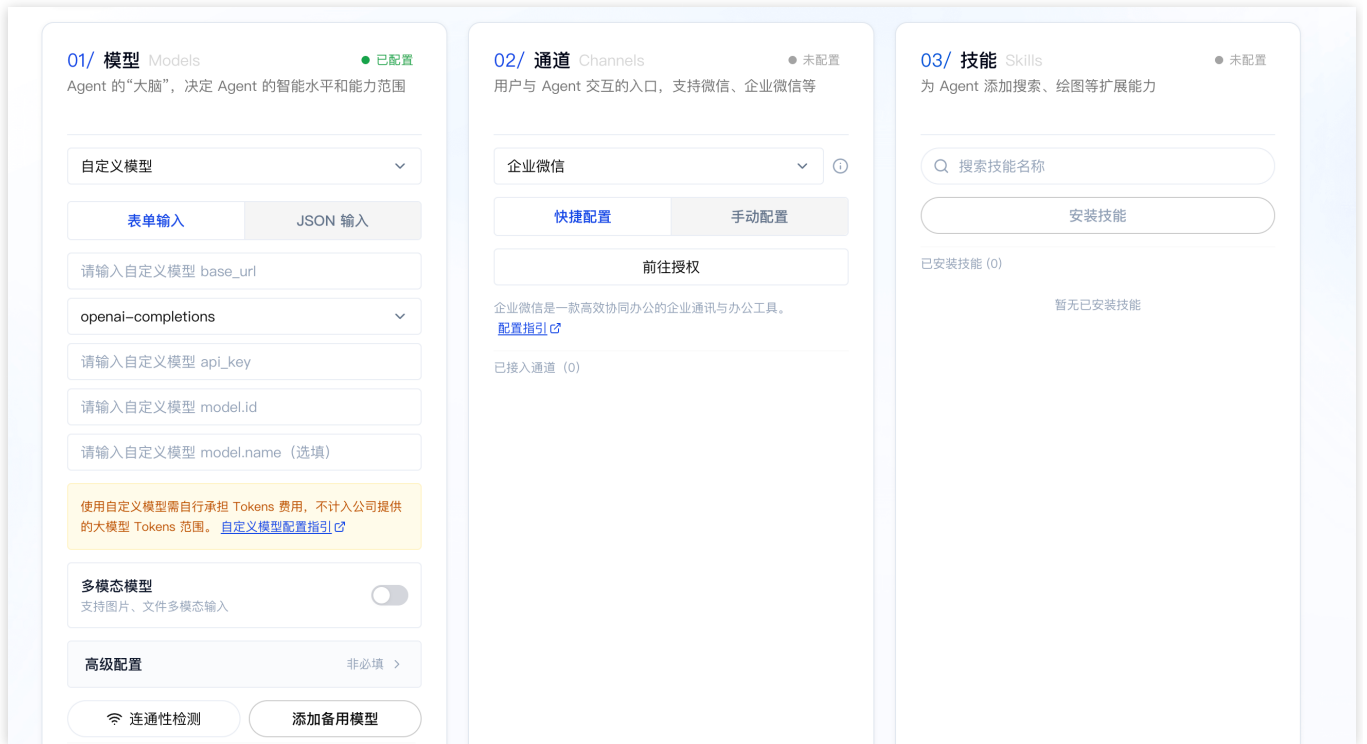 01/ 模型 Models 已配置
Agent 的“大脑”，决定 Agent 的智能水平和能力范围
自定义模型
表单输入 JSON 输入
请输入自定义模型 base_url
openai-completions
请输入自定义模型 api_key
请输入自定义模型 model.id
请输入自定义模型 model.name（选填）
使用自定义模型需自行承担 Tokens 费用，不计入公司提供
的大模型 Tokens 范围。 自定义模型配置指引
多模态模型
支持图片、文件多模态输入
高级配置 非必填
连通性检测 添加备用模型
02/ 通道 Channels 未配置
用户与 Agent 交互的入口，支持微信、企业微信等
企业微信
快捷配置 手动配置
前往授权
企业微信是一款高效协同办公的企业通讯与办公工具。
配置指引
已接入通道（0）
03/ 技能 Skills 未配置
为 Agent 添加搜索、绘图等扩展能力
搜索技能名称
安装技能
已安装技能 (0)
暂无已安装技能